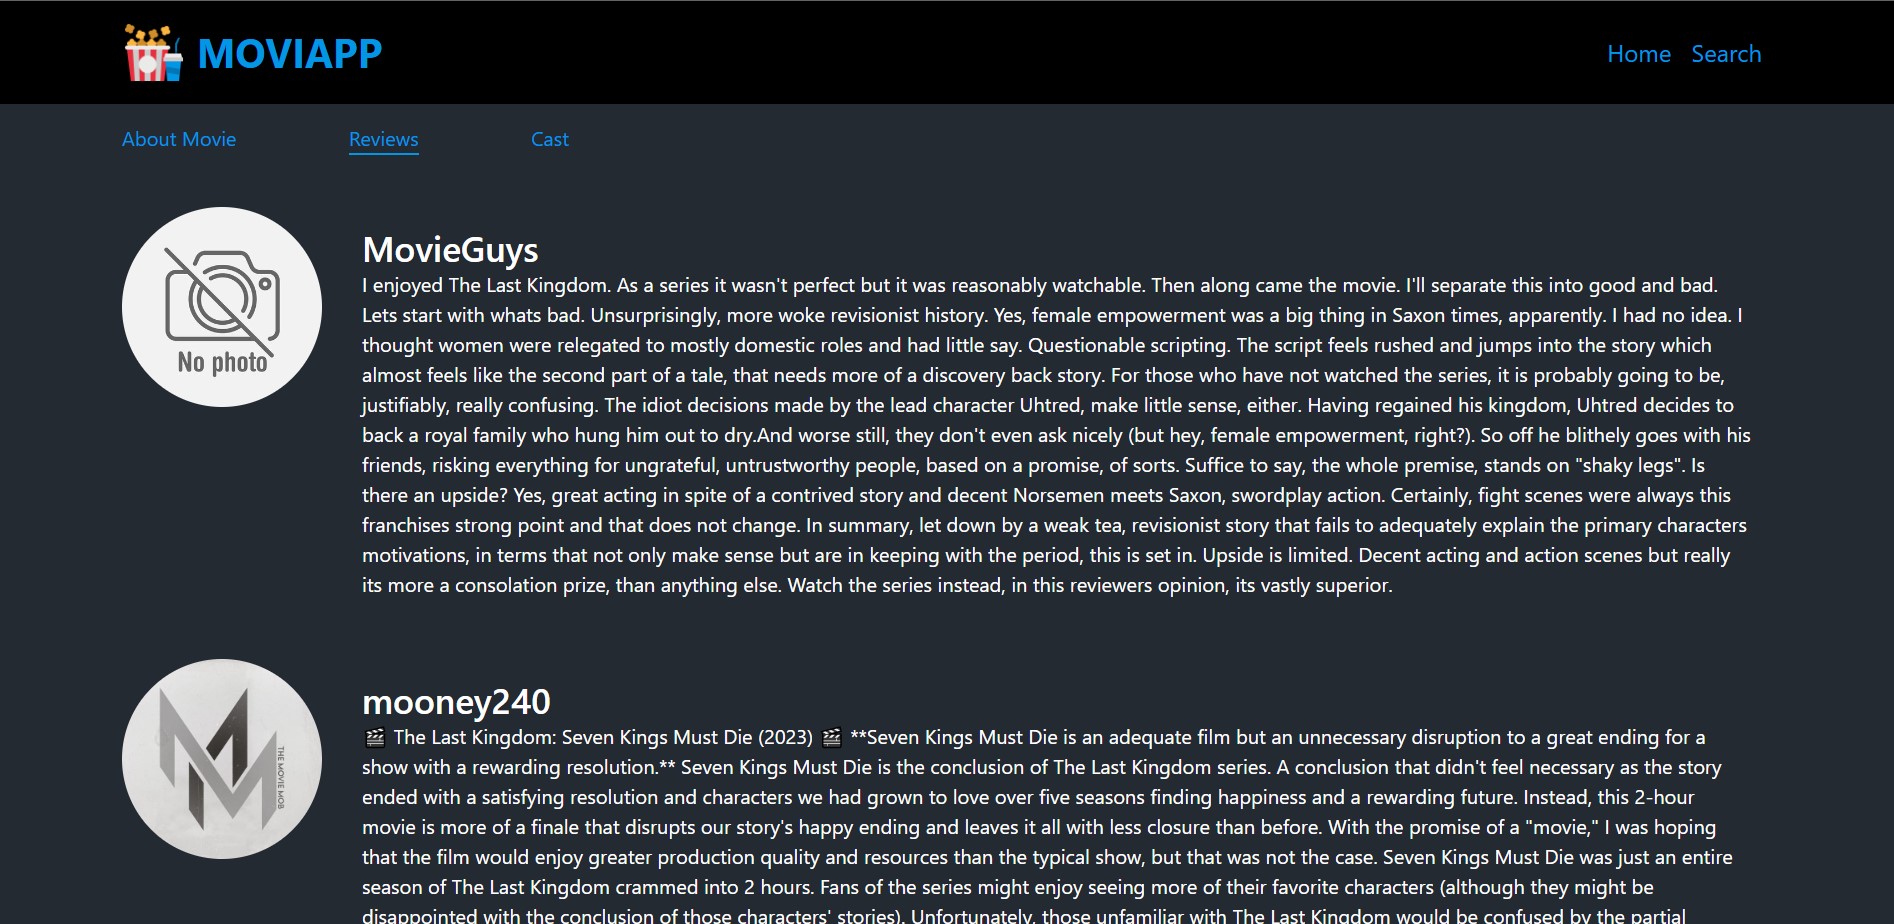 MOVIAPP
Home Search
About Movie Reviews Cast
No photo
MovieGuys
I enjoyed The Last Kingdom. As a series it wasn't perfect but it was reasonably watchable. Then along came the movie. I'll separate this into good and bad.
Lets start with whats bad. Unsurprisingly, more woke revisionist history. Yes, female empowerment was a big thing in Saxon times, apparently. I had no idea. I
thought women were relegated to mostly domestic roles and had little say. Questionable scripting. The script feels rushed and jumps into the story which
almost feels like the second part of a tale, that needs more of a discovery back story. For those who have not watched the series, it is probably going to be,
justifiably, really confusing. The idiot decisions made by the lead character Uhtred, make little sense, either. Having regained his kingdom, Uhtred decides to
back a royal family who hung him out to dry.And worse still, they don't even ask nicely (but hey, female empowerment, right?). So off he blithely goes with his
friends, risking everything for ungrateful, untrustworthy people, based on a promise, of sorts. Suffice to say, the whole premise, stands on "shaky legs". Is
there an upside? Yes, great acting in spite of a contrived story and decent Norsemen meets Saxon, swordplay action. Certainly, fight scenes were always this
franchises strong point and that does not change. In summary, let down by a weak tea, revisionist story that fails to adequately explain the primary characters
motivations, in terms that not only make sense but are in keeping with the period, this is set in. Upside is limited. Decent acting and action scenes but really
its more a consolation prize, than anything else. Watch the series instead, in this reviewers opinion, its vastly superior.
THE MOVIE MOB
mooney240
🎬 The Last Kingdom: Seven Kings Must Die (2023) 🎬 **Seven Kings Must Die is an adequate film but an unnecessary disruption to a great ending for a
show with a rewarding resolution.** Seven Kings Must Die is the conclusion of The Last Kingdom series. A conclusion that didn't feel necessary as the story
ended with a satisfying resolution and characters we had grown to love over five seasons finding happiness and a rewarding future. Instead, this 2-hour
movie is more of a finale that disrupts our story's happy ending and leaves it all with less closure than before. With the promise of a "movie," I was hoping
that the film would enjoy greater production quality and resources than the typical show, but that was not the case. Seven Kings Must Die was just an entire
season of The Last Kingdom crammed into 2 hours. Fans of the series might enjoy seeing more of their favorite characters (although they might be
disappointed with the conclusion of those characters' stories). Unfortunately, those unfamiliar with The Last Kingdom would be confused by the partial